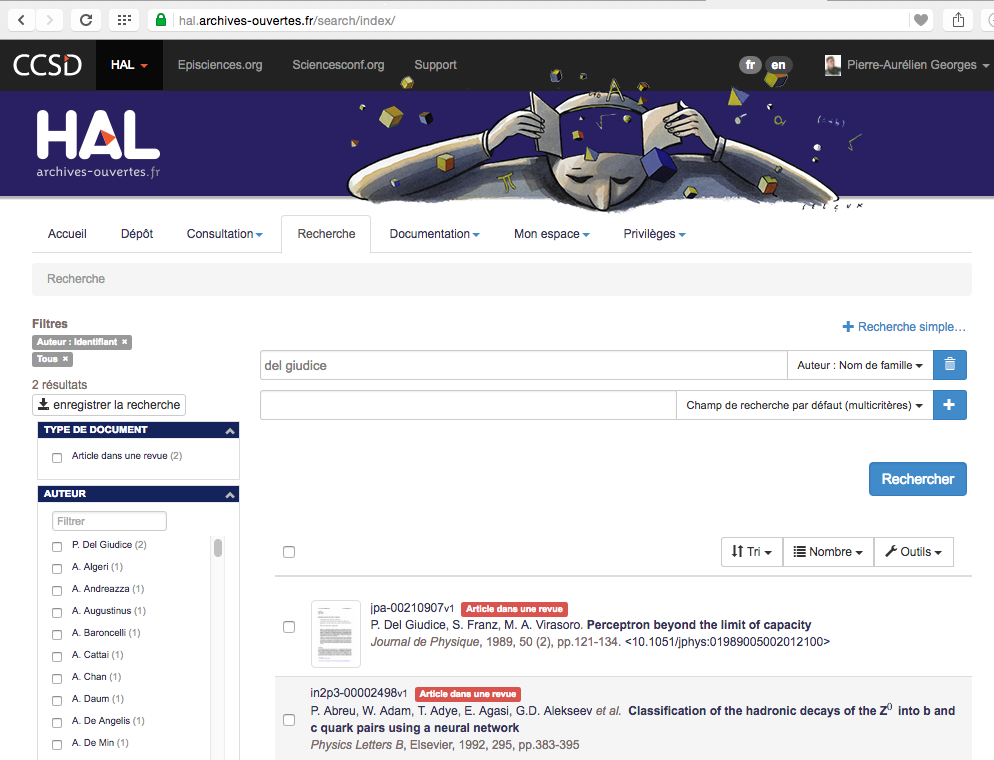 hal.archives-ouvertes.fr/search/index/
CCSD HAL Episciences.org Sciencesconf.org Support fr en Pierre-Aurélien Georges
HAL
archives-ouvertes.fr
Accueil Dépôt Consultation Recherche Documentation Mon espace Privilèges
Recherche
Filtres
Auteur : Identifiant ×
Tous ×
2 résultats
enregistrer la recherche
+ Recherche simple…
del giudice Auteur : Nom de famille
Champ de recherche par défaut (multicritères) +
Rechercher
TYPE DE DOCUMENT
Article dans une revue (2)
AUTEUR
Filtrer
P. Del Giudice (2)
A. Algeri (1)
A. Andreazza (1)
A. Augustinus (1)
A. Baroncelli (1)
A. Cattai (1)
A. Chan (1)
A. Daum (1)
A. De Angelis (1)
A. De Min (1)
Tri Nombre Outils
jpa-00210907v1 Article dans une revue
P. Del Giudice, S. Franz, M. A. Virasoro. Perceptron beyond the limit of capacity
Journal de Physique, 1989, 50 (2), pp.121-134. <10.1051/jphys:01989005002012100>
in2p3-00002498v1 Article dans une revue
P. Abreu, W. Adam, T. Adye, E. Agasi, G.D. Alekseev et al. Classification of the hadronic decays of the Z⁰ into b and
c quark pairs using a neural network
Physics Letters B, Elsevier, 1992, 295, pp.383-395